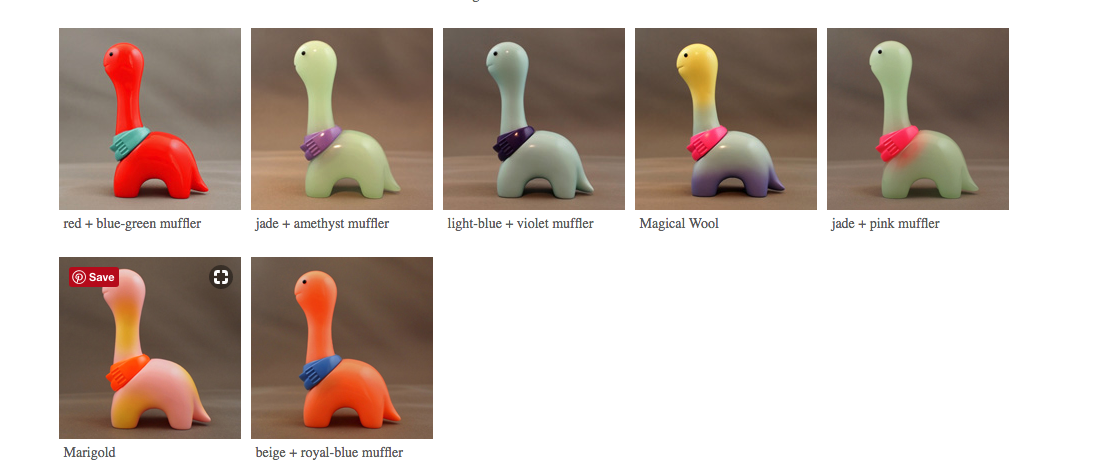 red + blue-green muffler
jade + amethyst muffler
light-blue + violet muffler
Magical Wool
jade + pink muffler
Save
Marigold
beige + royal-blue muffler